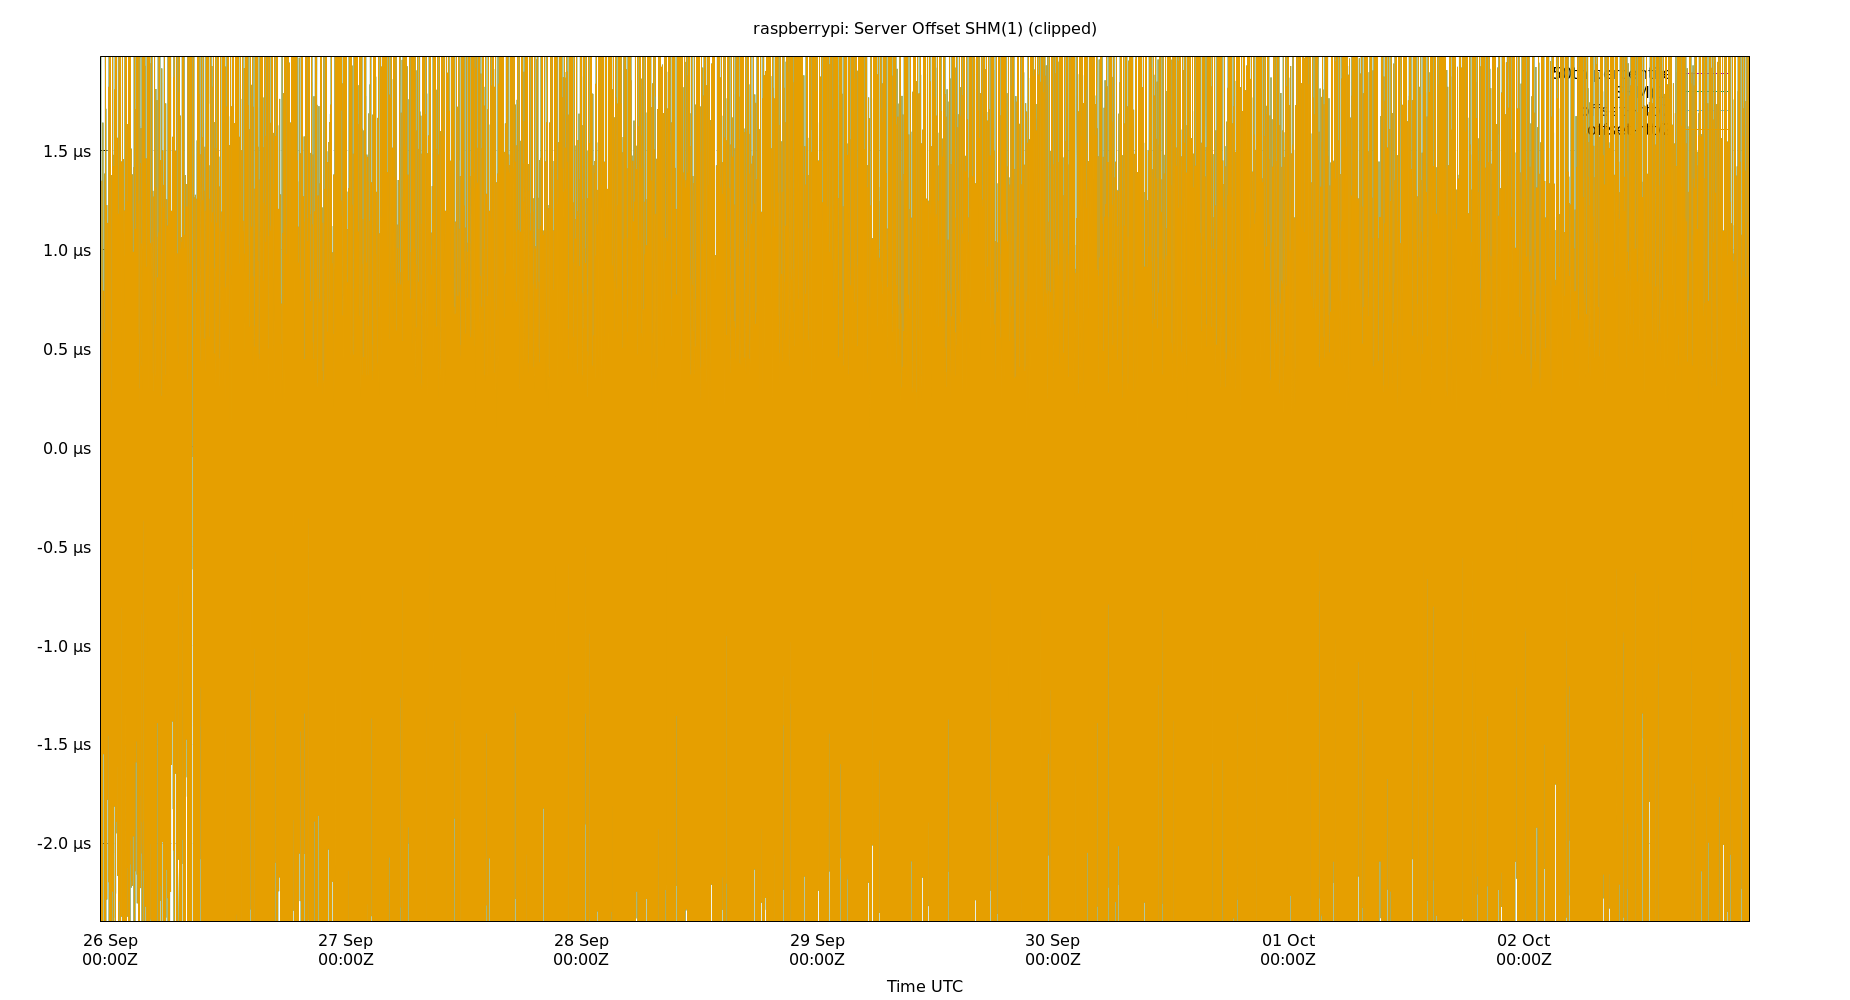 raspberrypi: Server Offset SHM(1) (clipped)
1.5 µs
1.0 µs
0.5 µs
0.0 µs
-0.5 µs
-1.0 µs
-1.5 µs
-2.0 µs
26 Sep 27 Sep 28 Sep 29 Sep 30 Sep 01 Oct 02 Oct
00:00Z 00:00Z 00:00Z 00:00Z 00:00Z 00:00Z 00:00Z
Time UTC